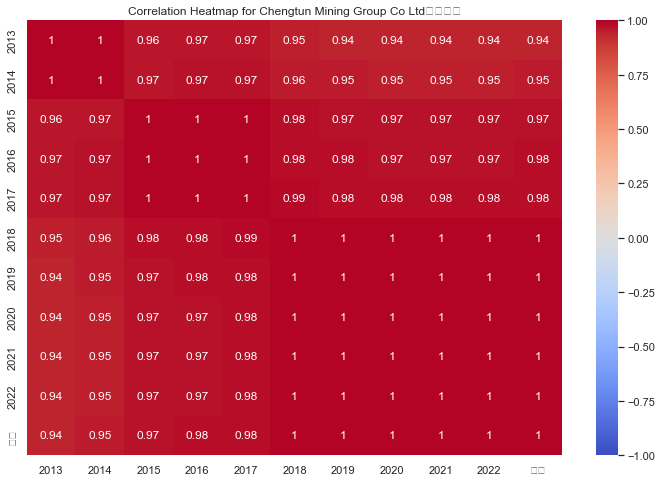 Correlation Heatmap for Chengtun Mining Group Co Ltd
2013 1 1 0.96 0.97 0.97 0.95 0.94 0.94 0.94 0.94 0.94
2014 1 1 0.97 0.97 0.97 0.96 0.95 0.95 0.95 0.95 0.95
2015 0.96 0.97 1 1 1 0.98 0.97 0.97 0.97 0.97 0.97
2016 0.97 0.97 1 1 1 0.98 0.98 0.97 0.97 0.97 0.98
2017 0.97 0.97 1 1 1 0.99 0.98 0.98 0.98 0.98 0.98
2018 0.95 0.96 0.98 0.98 0.99 1 1 1 1 1 1
2019 0.94 0.95 0.97 0.98 0.98 1 1 1 1 1 1
2020 0.94 0.95 0.97 0.97 0.98 1 1 1 1 1 1
2021 0.94 0.95 0.97 0.97 0.98 1 1 1 1 1 1
2022 0.94 0.95 0.97 0.97 0.98 1 1 1 1 1 1
0.94 0.95 0.97 0.98 0.98 1 1 1 1 1 1
2013 2014 2015 2016 2017 2018 2019 2020 2021 2022
1.00
0.75
0.50
0.25
0.00
−0.25
−0.50
−0.75
−1.00